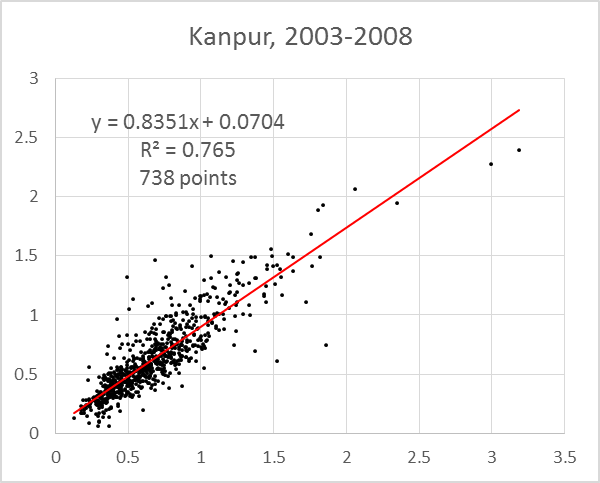 Kanpur, 2003-2008
3
y = 0.8351x + 0.0704
2.5
R² = 0.765
738 points
2
1.5
1
0.5
0
0 0.5 1 1.5 2 2.5 3 3.5